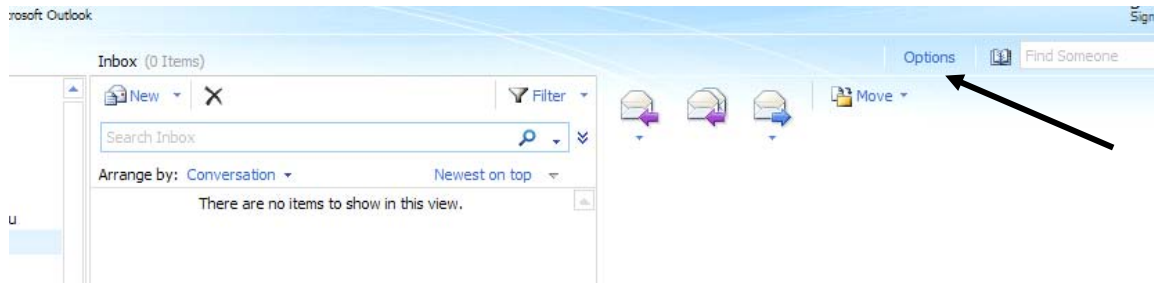 rosoft Outlook
Sign
Inbox (0 Items)
Options
Find Someone
New
Filter
Move
Search Inbox
Arrange by: Conversation
Newest on top
There are no items to show in this view.
u